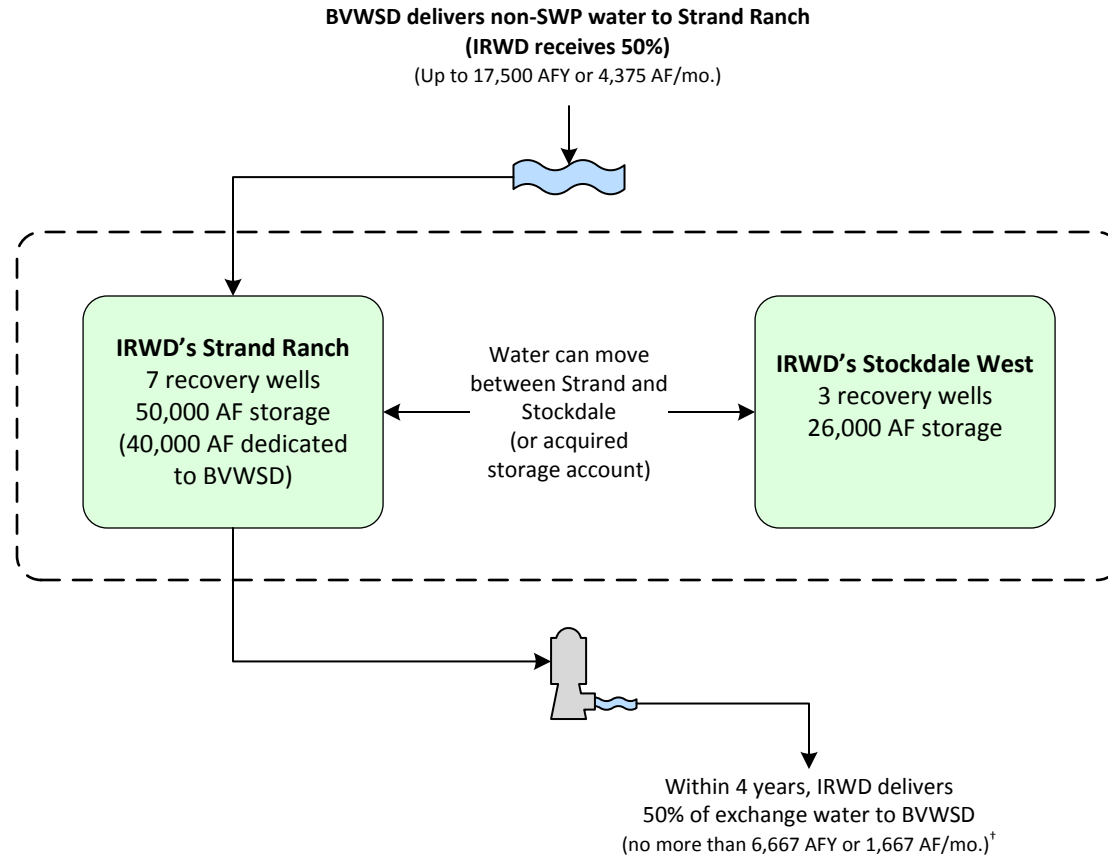 BVWSD delivers non-SWP water to Strand Ranch
(IRWD receives 50%)
(Up to 17,500 AFY or 4,375 AF/mo.)
IRWD’s Strand Ranch
7 recovery wells
50,000 AF storage
(40,000 AF dedicated
to BVWSD)
Water can move
between Strand and
Stockdale
(or acquired
storage account)
IRWD’s Stockdale West
3 recovery wells
26,000 AF storage
Within 4 years, IRWD delivers
50% of exchange water to BVWSD
(no more than 6,667 AFY or 1,667 AF/mo.)†